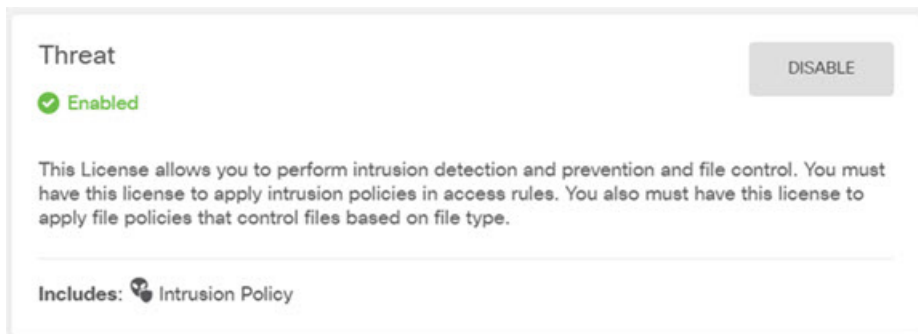 Threat
DISABLE
Enabled
This License allows you to perform intrusion detection and prevention and file control. You must
have this license to apply intrusion policies in access rules. You also must have this license to
apply file policies that control files based on file type.
Includes: Intrusion Policy